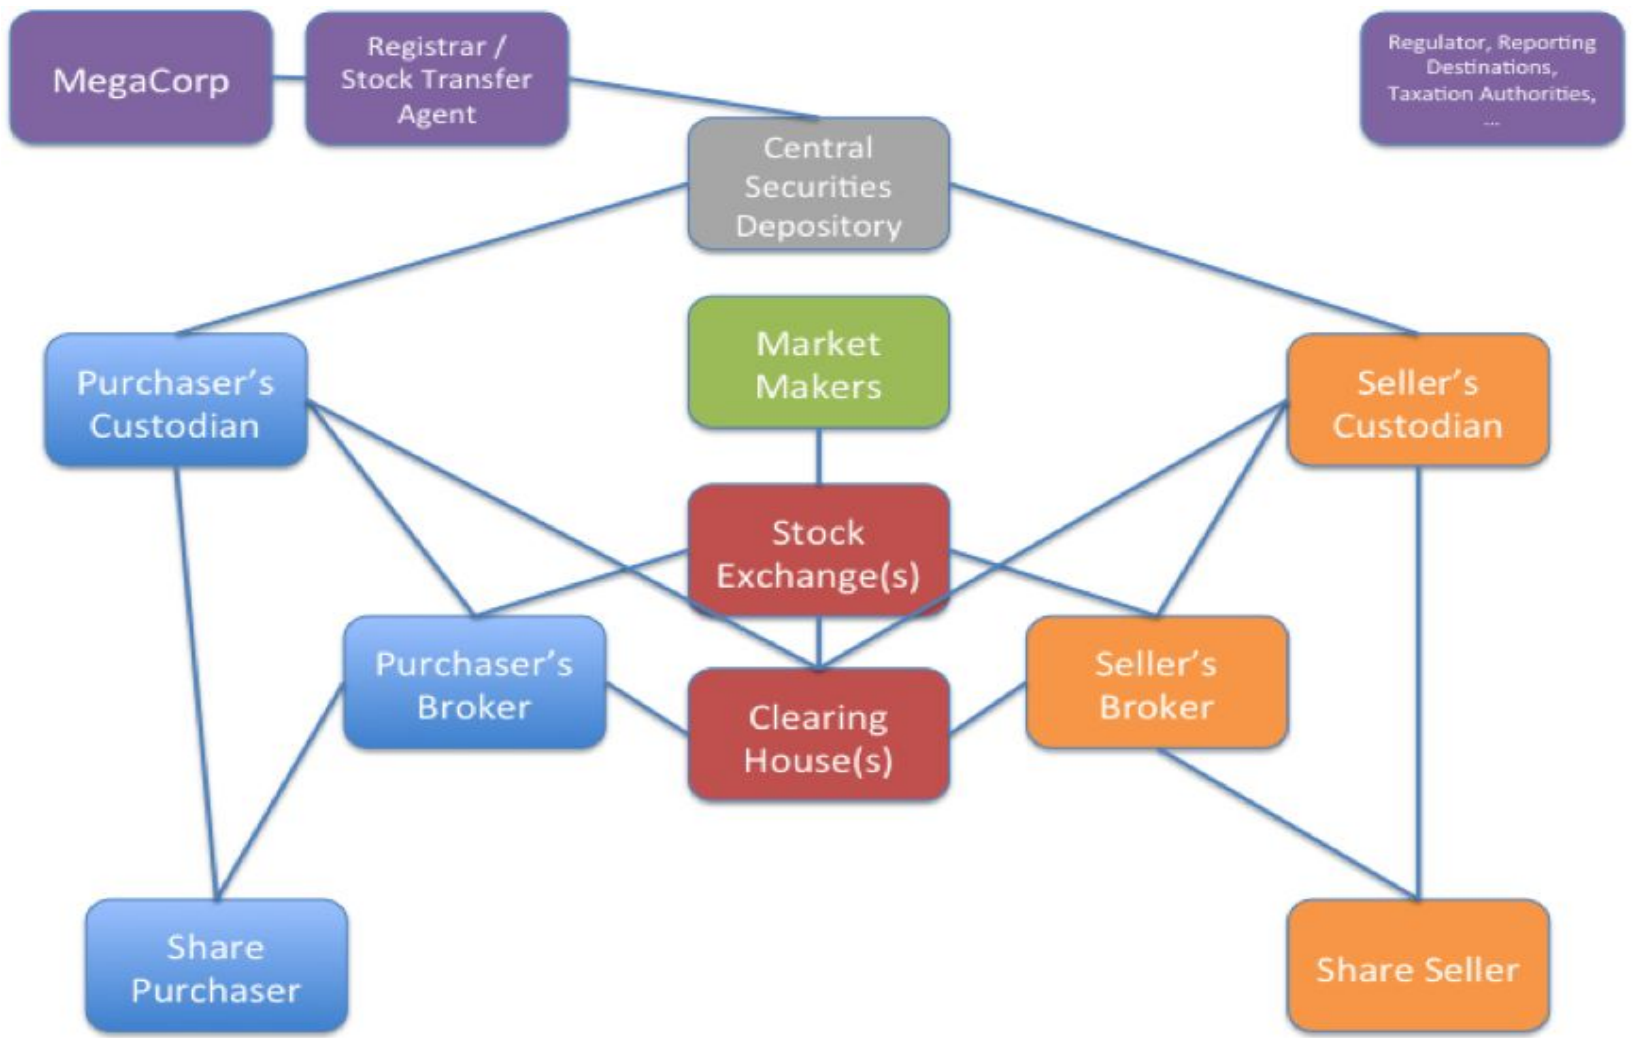 MegaCorp
Registrar /
Stock Transfer
Agent
Regulator, Reporting
Destinations,
Taxation Authorities,
...
Central
Securities
Depository
Market
Makers
Purchaser's
Custodian
Seller's
Custodian
Stock
Exchange(s)
Purchaser's
Broker
Seller's
Broker
Clearing
House(s)
Share
Purchaser
Share Seller